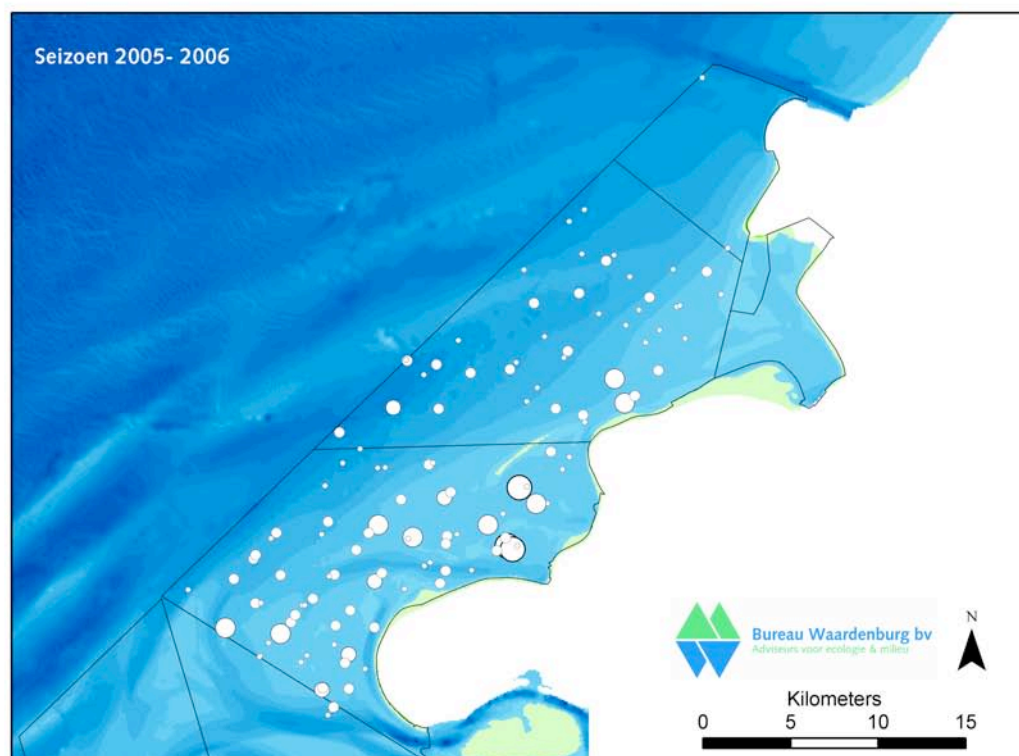 Seizoen 2005- 2006
Bureau Waardenburg bv
Adviseurs voor ecologie & milieu
N
Kilometers
0 5 10 15